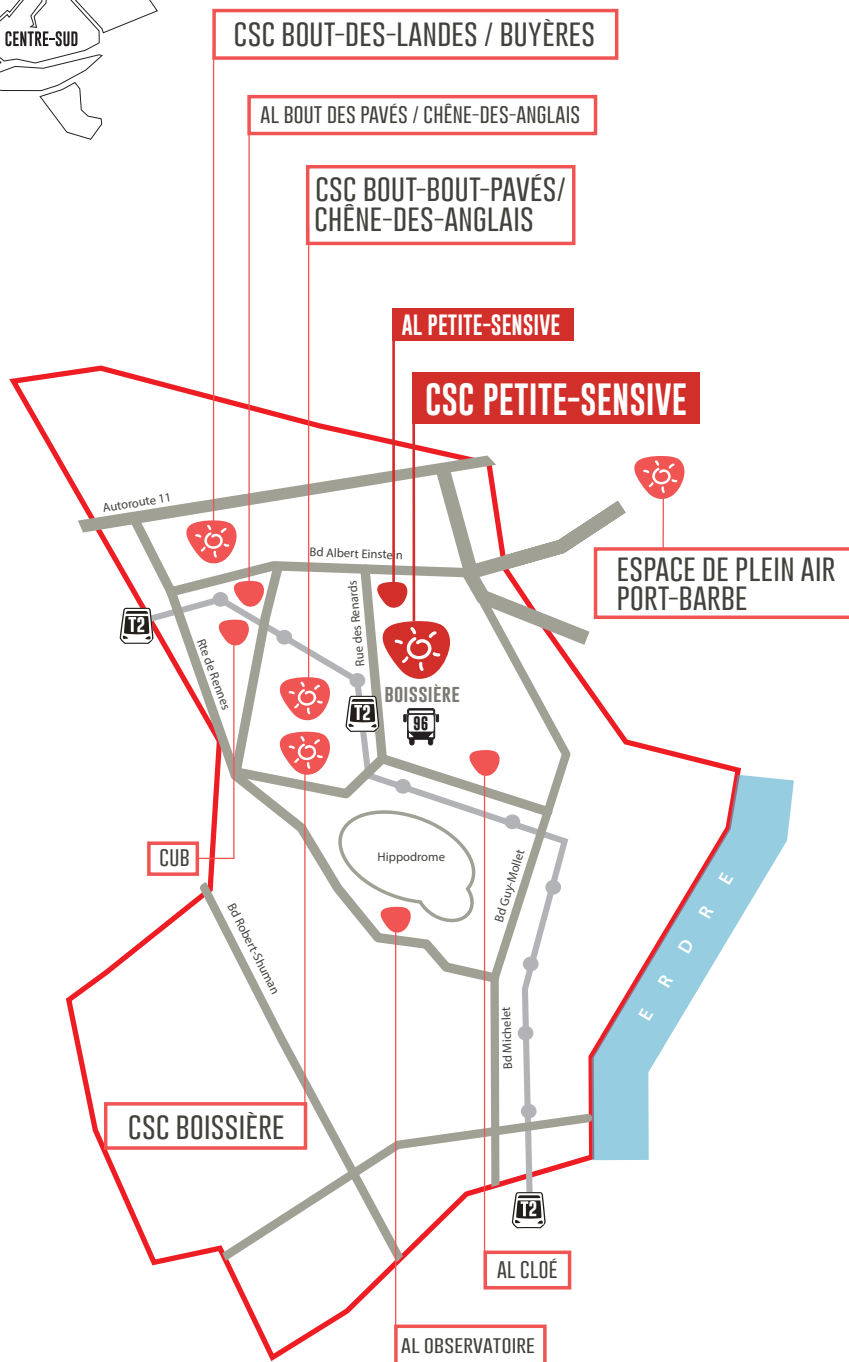 CENTRE-SUD
CSC BOUT-DES-LANDES / BUYÈRES
AL BOUT DES PAVÉS / CHÊNE-DES-ANGLAIS
CSC BOUT-BOUT-PAVÉS/
CHÊNE-DES-ANGLAIS
AL PETITE-SENSIVE
CSC PETITE-SENSIVE
Autoroute 11
Bd Albert Einstein
ESPACE DE PLEIN AIR
PORT-BARBE
T2
Rte de Rennes
Rue des Renards
BOISSIÈRE
T2
96
CUB
Hippodrome
Bd Guy-Mollet
Bd Robert-Shuman
ERDRE
Bd Michelet
CSC BOISSIÈRE
T2
AL CLOÉ
AL OBSERVATOIRE